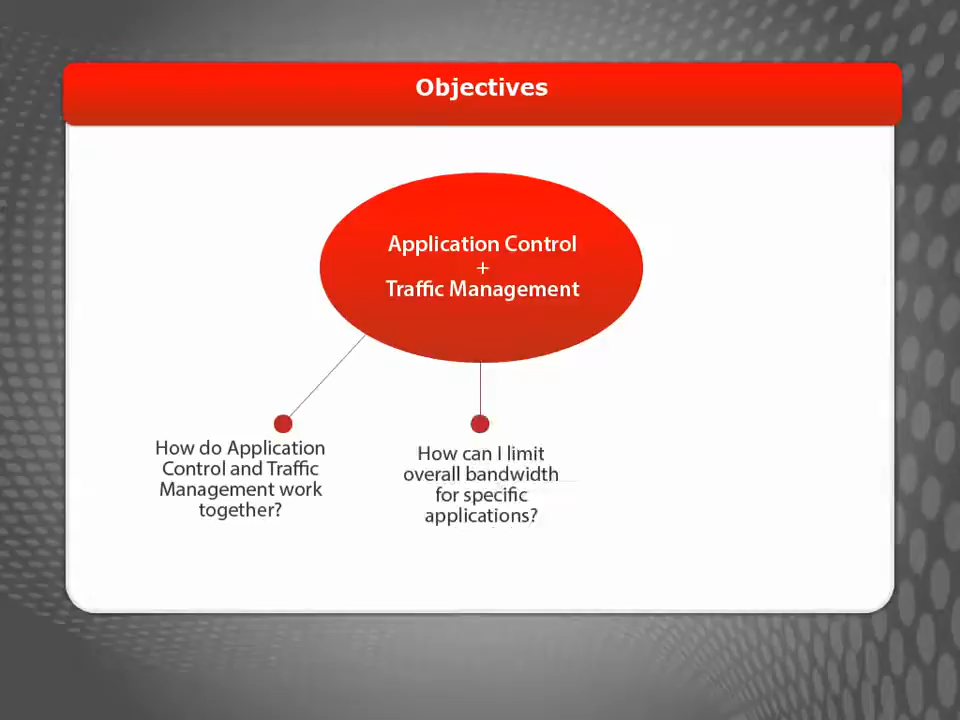 Objectives
Application Control
+
Traffic Management
How do Application
Control and Traffic
Management work
together?
How can I limit
overall bandwidth
for specific
applications?